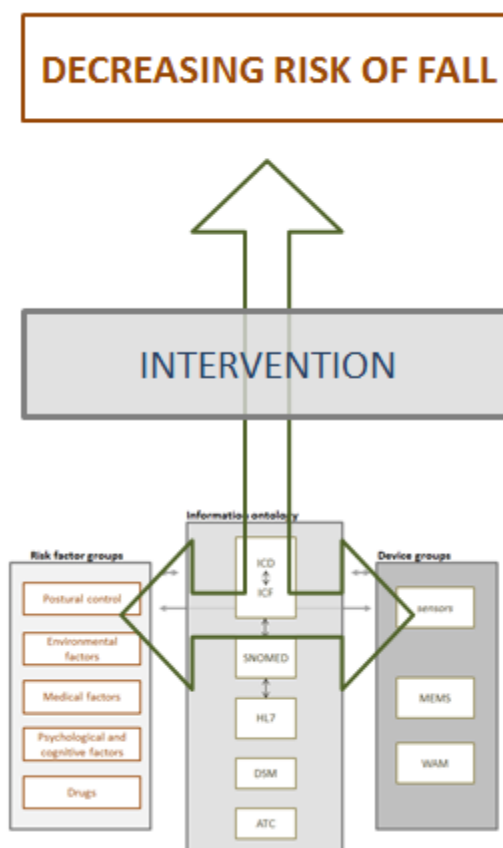 DECREASING RISK OF FALL
INTERVENTION
Information ontology
Risk factor groups
Device groups
ICD
ICF
Postural control
sensors
Environmental
factors
SNOMED
Medical factors
MEMS
HL7
Psychological and
cognitive factors
WAM
DSM
Drugs
ATC